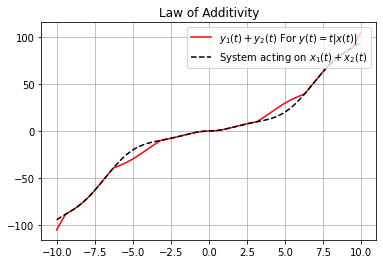 Law of Additivity
y₁(t) + y₂(t) For y(t) = t|x(t)|
System acting on x₁(t) + x₂(t)
100
50
0
−50
−100
−10.0 −7.5 −5.0 −2.5 0.0 2.5 5.0 7.5 10.0